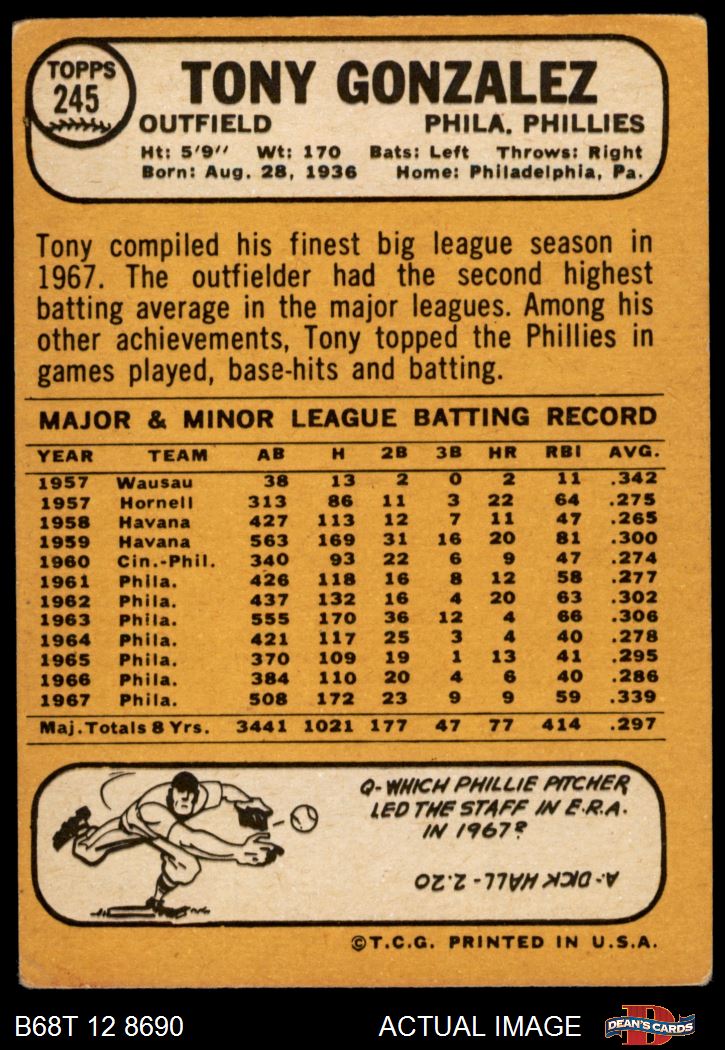 TOPPS
245
TONY GONZALEZ
OUTFIELD PHILA. PHILLIES
Ht: 5'9" Wt: 170 Bats: Left Throws: Right
Born: Aug. 28, 1936 Home: Philadelphia, Pa.
Tony compiled his finest big league season in
1967. The outfielder had the second highest
batting average in the major leagues. Among his
other achievements, Tony topped the Phillies in
games played, base-hits and batting.
MAJOR & MINOR LEAGUE BATTING RECORD
YEAR TEAM AB H 2B 3B HR RBI AVG.
1957 Wausau 38 13 2 0 2 11 .342
1957 Hornell 313 86 11 3 22 64 .275
1958 Havana 427 113 12 7 11 47 .265
1959 Havana 563 169 31 16 20 81 .300
1960 Cin.-Phil. 340 93 22 6 9 47 .274
1961 Phila. 426 118 16 8 12 58 .277
1962 Phila. 437 132 16 4 20 63 .302
1963 Phila. 555 170 36 12 4 66 .306
1964 Phila. 421 117 25 3 4 40 .278
1965 Phila. 370 109 19 1 13 41 .295
1966 Phila. 384 110 20 4 6 40 .286
1967 Phila. 508 172 23 9 9 59 .339
Maj. Totals 8 Yrs. 3441 1021 177 47 77 414 .297
Q- WHICH PHILLIE PITCHER
LED THE STAFF IN E.R.A.
IN 1967?
A- DICK HALL - 2.20
©T.C.G. PRINTED IN U.S.A.
B68T 12 8690 ACTUAL IMAGE
D
DEAN'S CARDS